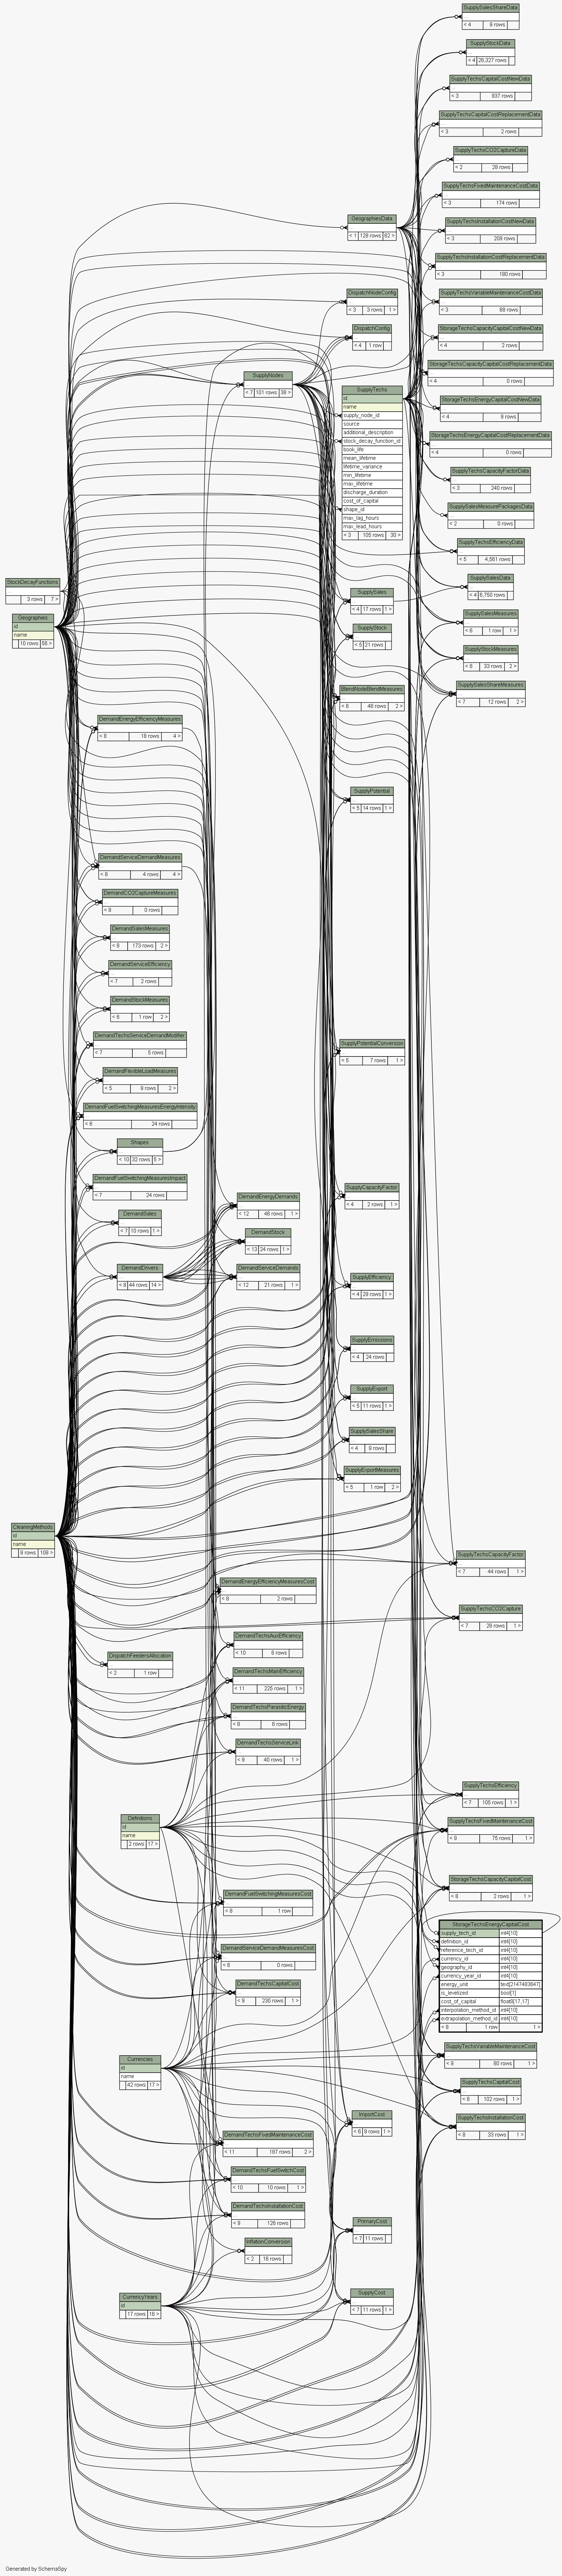 SupplySalesShareData
...
< 4 9 rows
SupplyStockData
...
< 4 26,327 rows
SupplyTechsCapitalCostNewData
...
< 3 837 rows
SupplyTechsCapitalCostReplacementData
...
< 3 2 rows
SupplyTechsCO2CaptureData
...
< 2 28 rows
SupplyTechsFixedMaintenanceCostData
...
< 3 174 rows
GeographiesData
...
< 1 128 rows 82 >
SupplyTechsInstallationCostNewData
...
< 3 209 rows
SupplyTechsInstallationCostReplacementData
...
< 3 190 rows
DispatchNodeConfig
...
< 3 3 rows 1 >
SupplyTechsVariableMaintenanceCostData
...
< 3 88 rows
DispatchConfig
...
< 4 1 row
StorageTechsCapacityCapitalCostNewData
...
< 4 2 rows
StorageTechsCapacityCapitalCostReplacementData
...
< 4 0 rows
SupplyNodes
...
< 7 101 rows 39 >
SupplyTechs
id
name
supply_node_id
source
additional_description
stock_decay_function_id
book_life
mean_lifetime
lifetime_variance
min_lifetime
max_lifetime
discharge_duration
cost_of_capital
shape_id
max_lag_hours
max_lead_hours
< 3 105 rows 30 >
StorageTechsEnergyCapitalCostNewData
...
< 4 9 rows
StorageTechsEnergyCapitalCostReplacementData
...
< 4 0 rows
SupplyTechsCapacityFactorData
...
< 3 240 rows
SupplySalesMeasurePackagesData
...
< 2 0 rows
SupplyTechsEfficiencyData
...
< 5 4,561 rows
StockDecayFunctions
...
3 rows 7 >
SupplySalesData
...
< 4 6,750 rows
SupplySales
...
< 4 17 rows 1 >
Geographies
id
name
10 rows 56 >
SupplySalesMeasures
...
< 6 1 row 1 >
SupplyStock
...
< 5 21 rows
SupplyStockMeasures
...
< 6 33 rows 2 >
SupplySalesShareMeasures
...
< 7 12 rows 2 >
BlendNodeBlendMeasures
...
< 6 46 rows 2 >
DemandEnergyEfficiencyMeasures
...
< 8 18 rows 4 >
SupplyPotential
...
< 5 14 rows 1 >
DemandServiceDemandMeasures
...
< 8 4 rows 4 >
DemandCO2CaptureMeasures
...
< 8 0 rows
DemandSalesMeasures
...
< 8 173 rows 2 >
DemandServiceEfficiency
...
< 7 2 rows
DemandStockMeasures
...
< 6 1 row 2 >
DemandTechsServiceDemandModifier
...
< 7 5 rows
SupplyPotentialConversion
...
< 6 7 rows 1 >
DemandFlexibleLoadMeasures
...
< 5 9 rows 2 >
DemandFuelSwitchingMeasuresEnergyIntensity
...
< 8 24 rows
Shapes
...
< 10 32 rows 5 >
DemandFuelSwitchingMeasuresImpact
...
< 7 24 rows
SupplyCapacityFactor
...
< 4 2 rows 1 >
DemandEnergyDemands
...
< 12 46 rows 1 >
DemandSales
...
< 7 10 rows 1 >
DemandStock
...
< 13 24 rows 1 >
DemandDrivers
...
< 8 44 rows 14 >
DemandServiceDemands
...
< 12 21 rows 1 >
SupplyEfficiency
...
< 4 28 rows 1 >
SupplyEmissions
...
< 4 24 rows
SupplyExport
...
< 5 11 rows 1 >
SupplySalesShare
...
< 4 9 rows
SupplyExportMeasures
...
< 5 1 row 2 >
CleaningMethods
id
name
9 rows 108 >
SupplyTechsCapacityFactor
...
< 7 44 rows 1 >
DemandEnergyEfficiencyMeasuresCost
...
< 8 2 rows
SupplyTechsCO2Capture
...
< 7 28 rows 1 >
DemandTechsAuxEfficiency
...
< 10 8 rows
DispatchFeedersAllocation
...
< 2 1 row
DemandTechsMainEfficiency
...
< 11 225 rows 1 >
DemandTechsParasiticEnergy
...
< 8 6 rows
DemandTechsServiceLink
...
< 9 40 rows 1 >
SupplyTechsEfficiency
...
< 7 105 rows 1 >
Definitions
id
name
2 rows 17 >
SupplyTechsFixedMaintenanceCost
...
< 9 75 rows 1 >
StorageTechsCapacityCapitalCost
...
< 8 2 rows 1 >
DemandFuelSwitchingMeasuresCost
...
< 8 1 row
StorageTechsEnergyCapitalCost
supply_tech_id int4[10]
definition_id int4[10]
reference_tech_id int4[10]
currency_id int4[10]
geography_id int4[10]
currency_year_id int4[10]
energy_unit text[2147483647]
is_levelized bool[1]
cost_of_capital float8[17,17]
interpolation_method_id int4[10]
extrapolation_method_id int4[10]
< 8 1 row 1 >
DemandServiceDemandMeasuresCost
...
< 8 0 rows
DemandTechsCapitalCost
...
< 9 230 rows 1 >
SupplyTechsVariableMaintenanceCost
...
< 9 80 rows 1 >
Currencies
id
name
42 rows 17 >
SupplyTechsCapitalCost
...
< 8 102 rows 1 >
ImportCost
...
< 6 9 rows 1 >
SupplyTechsInstallationCost
...
< 8 33 rows 1 >
DemandTechsFixedMaintenanceCost
...
< 11 187 rows 2 >
DemandTechsFuelSwitchCost
...
< 10 10 rows 1 >
DemandTechsInstallationCost
...
< 9 126 rows
PrimaryCost
...
< 7 11 rows
InflationConversion
...
< 2 18 rows
CurrencyYears
id
17 rows 16 >
SupplyCost
...
< 7 11 rows 1 >
Generated by SchemaSpy